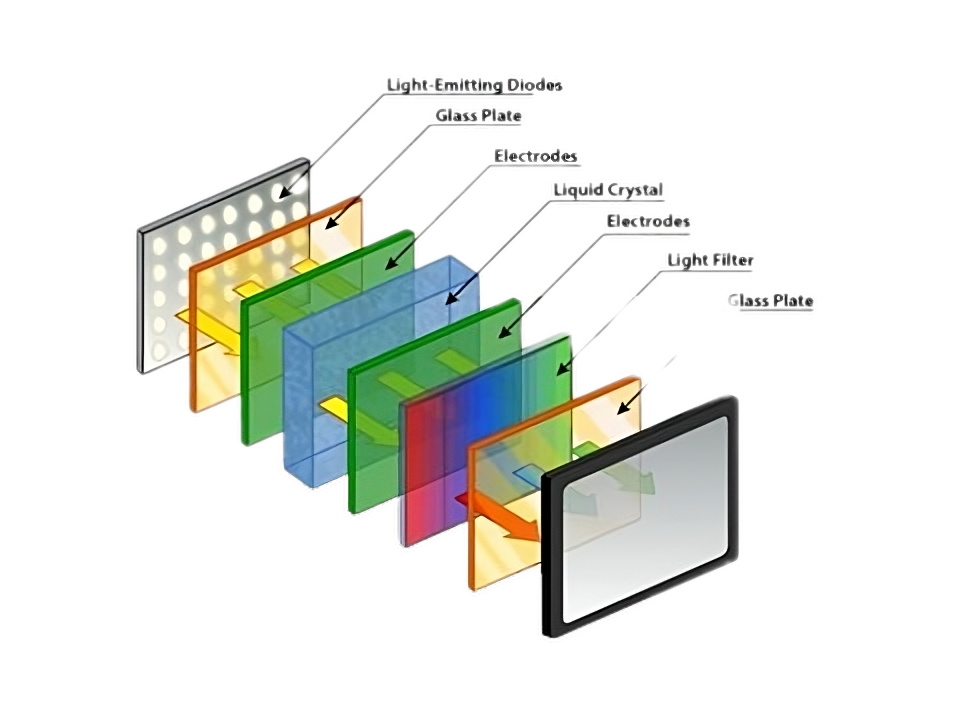 Light-Emitting Diodes
Glass Plate
Electrodes
Liquid Crystal
Electrodes
Light Filter
Glass Plate